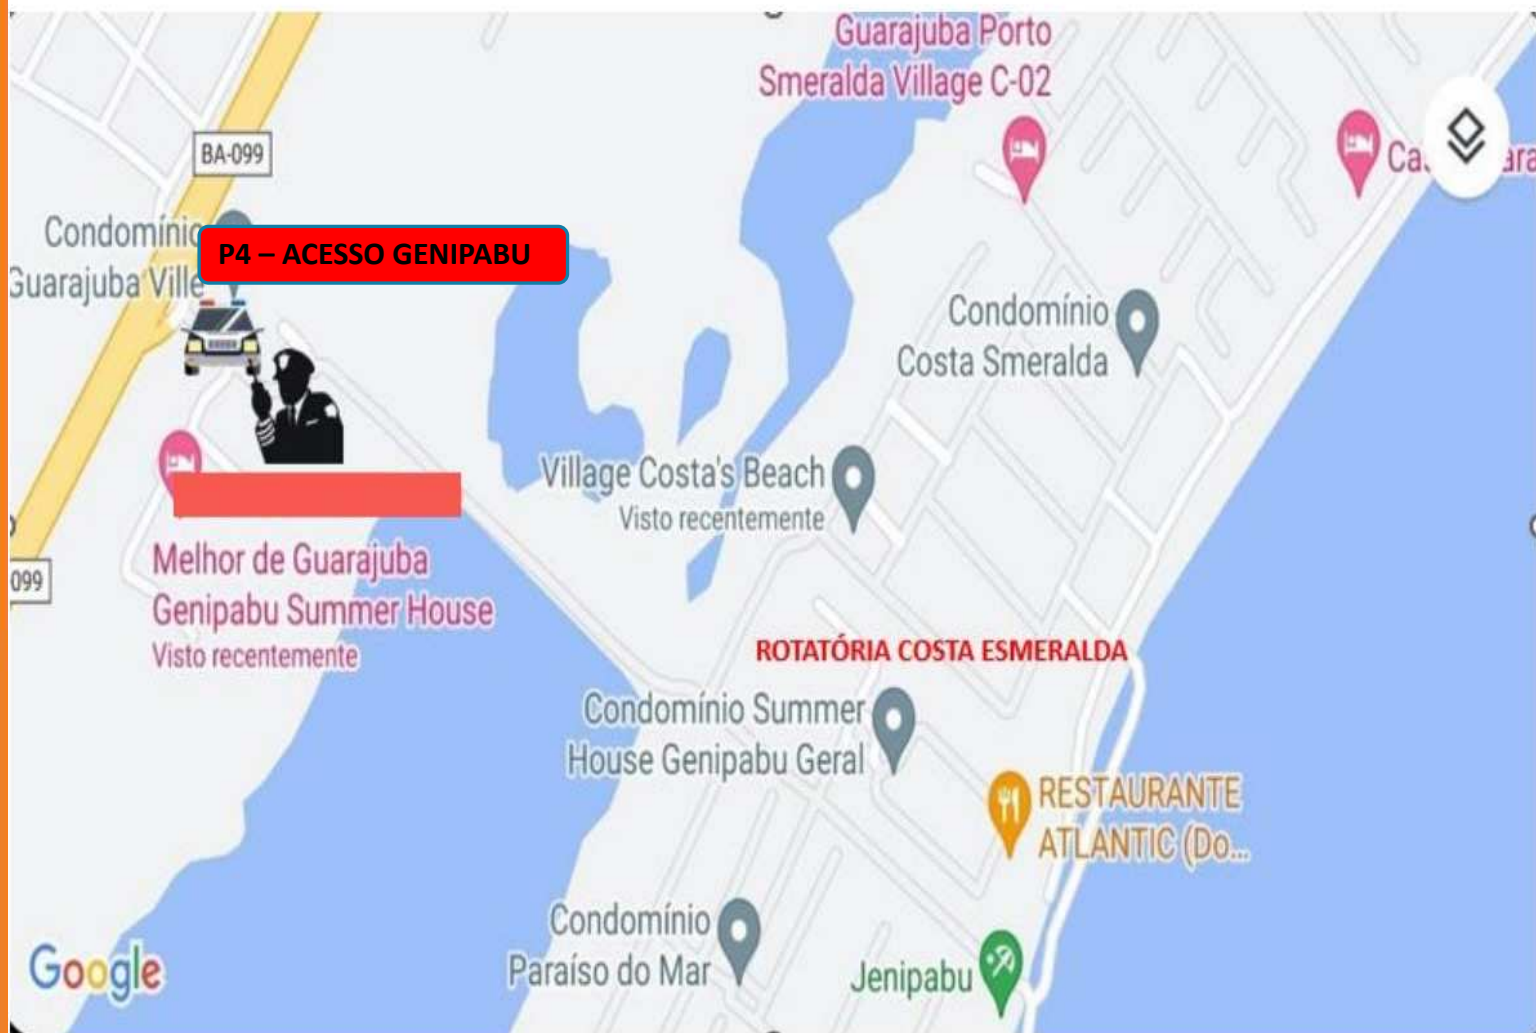 Guarajuba Porto
Smeralda Village C-02
BA-099
Condomínio
Guarajuba Ville
P4 – ACESSO GENIPABU
Condomínio
Costa Smeralda
Village Costa's Beach
Visto recentemente
099
Melhor de Guarajuba
Genipabu Summer House
Visto recentemente
ROTATÓRIA COSTA ESMERALDA
Condomínio Summer
House Genipabu Geral
RESTAURANTE
ATLANTIC (Do...
Condomínio
Paraíso do Mar
Jenipabu
Google